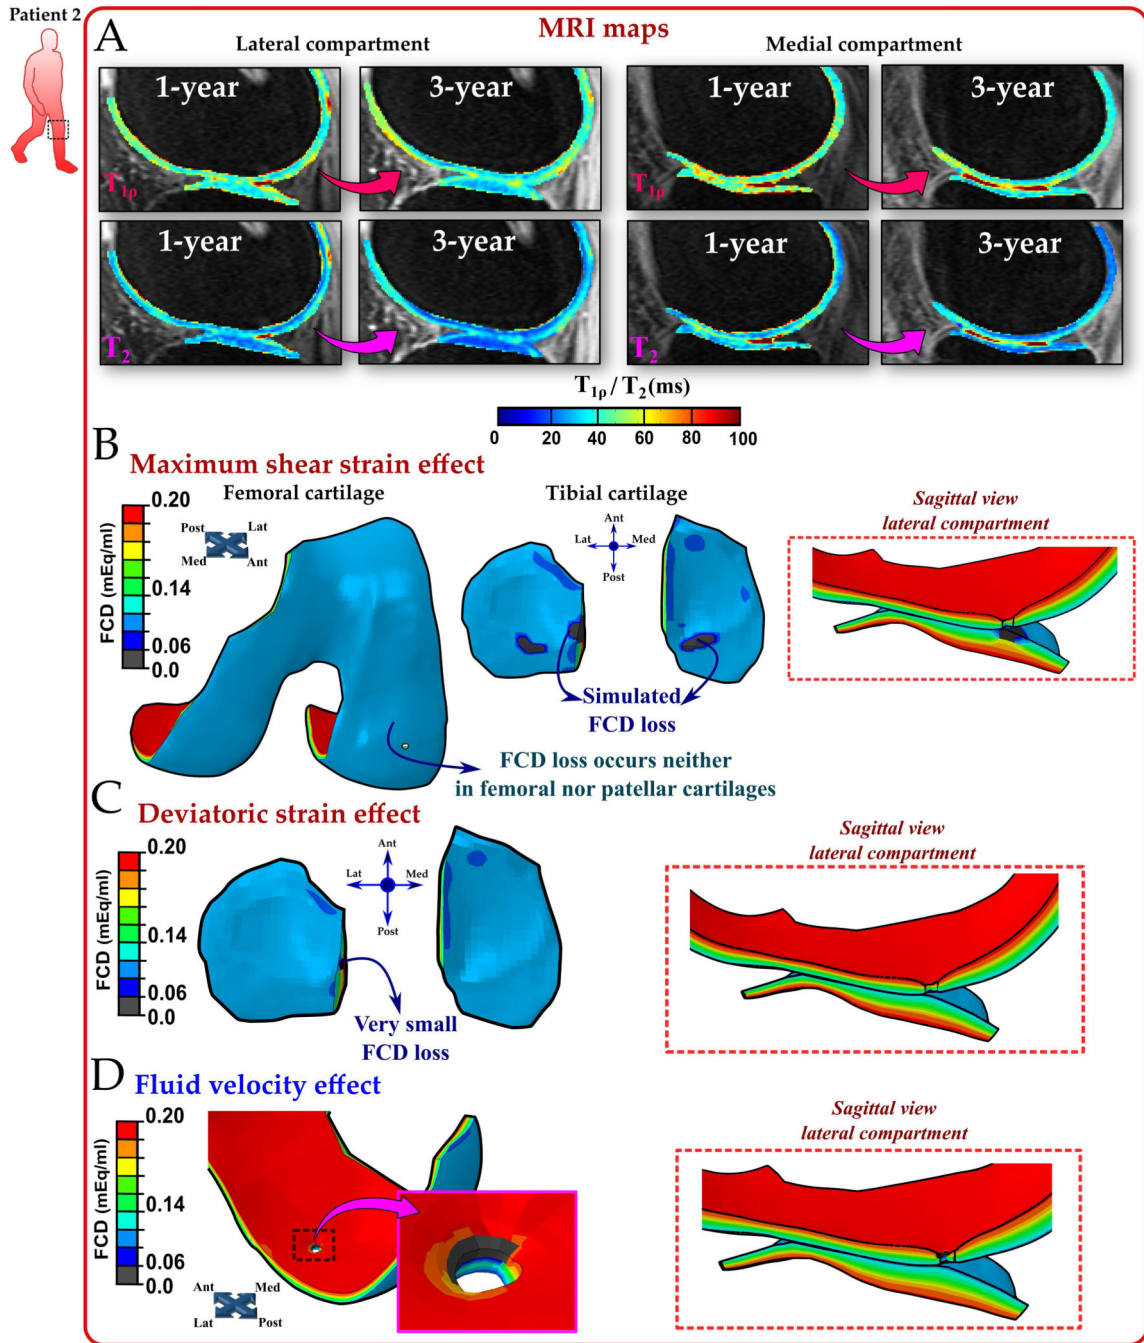 Patient 2
A
MRI maps
Lateral compartment
Medial compartment
1-year
3-year
1-year
3-year
T1ρ
T1ρ
1-year
3-year
1-year
3-year
T2
T2
T1ρ / T2 (ms)
0 20 40 60 80 100
B
Maximum shear strain effect
Femoral cartilage
Tibial cartilage
Sagittal view
lateral compartment
FCD (mEq/ml)
0.20
0.14
0.06
0.0
Post Lat
Med Ant
Ant
Lat Med
Post
Simulated
FCD loss
FCD loss occurs neither
in femoral nor patellar cartilages
C
Deviatoric strain effect
Sagittal view
lateral compartment
FCD (mEq/ml)
0.20
0.14
0.06
0.0
Ant
Lat Med
Post
Very small
FCD loss
D
Fluid velocity effect
Sagittal view
lateral compartment
FCD (mEq/ml)
0.20
0.14
0.06
0.0
Ant Med
Lat Post